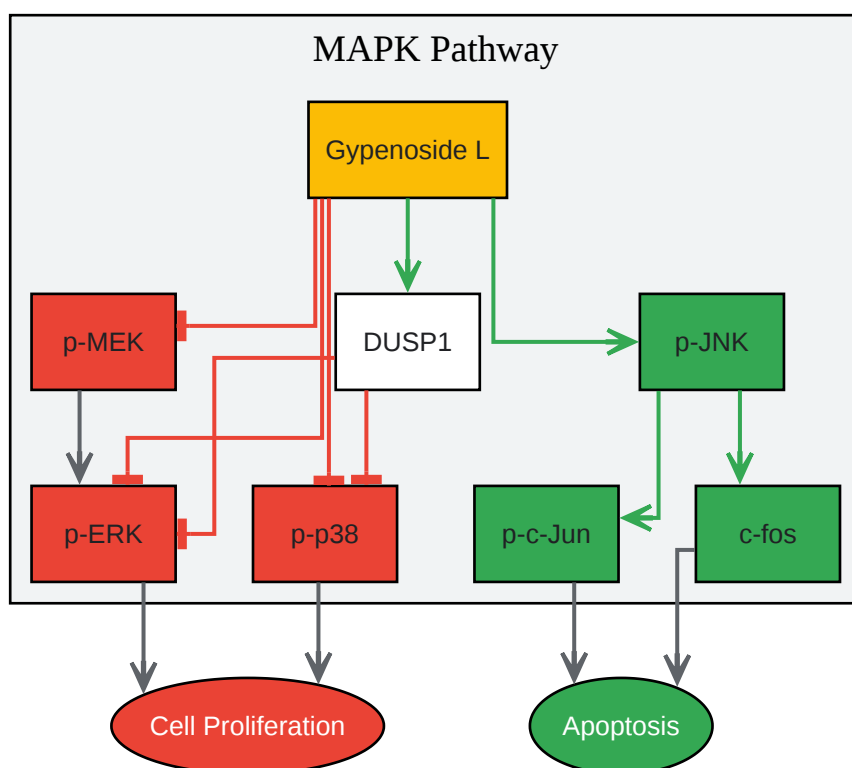 MAPK Pathway
Gypenoside L
p-MEK
DUSP1
p-JNK
p-ERK
p-p38
p-c-Jun
c-fos
Cell Proliferation
Apoptosis